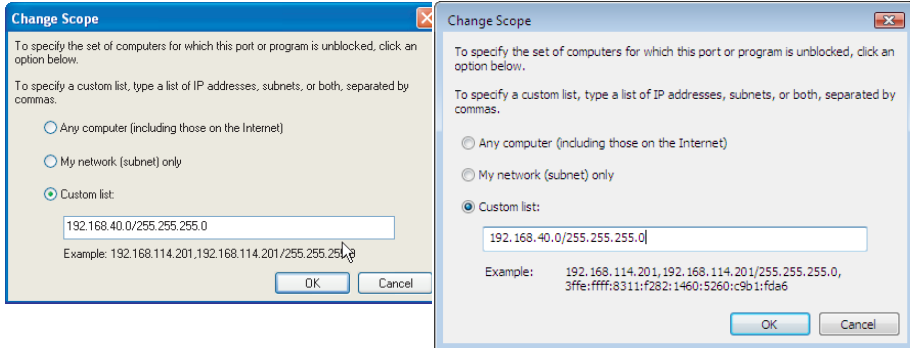 Change Scope
To specify the set of computers for which this port or program is unblocked, click an
option below.
To specify a custom list, type a list of IP addresses, subnets, or both, separated by
commas.
Any computer (including those on the Internet)
My network (subnet) only
Custom list:
192.168.40.0/255.255.255.0
Example: 192.168.114.201,192.168.114.201/255.255.255.0
OK
Cancel
Change Scope
To specify the set of computers for which this port or program is unblocked, click an
option below.
To specify a custom list, type a list of IP addresses, subnets, or both, separated by
commas.
Any computer (including those on the Internet)
My network (subnet) only
Custom list:
192.168.40.0/255.255.255.0
Example: 192.168.114.201,192.168.114.201/255.255.255.0,
3ffe:ffff:8311:f282:1460:5260:c9b1:fda6
OK
Cancel